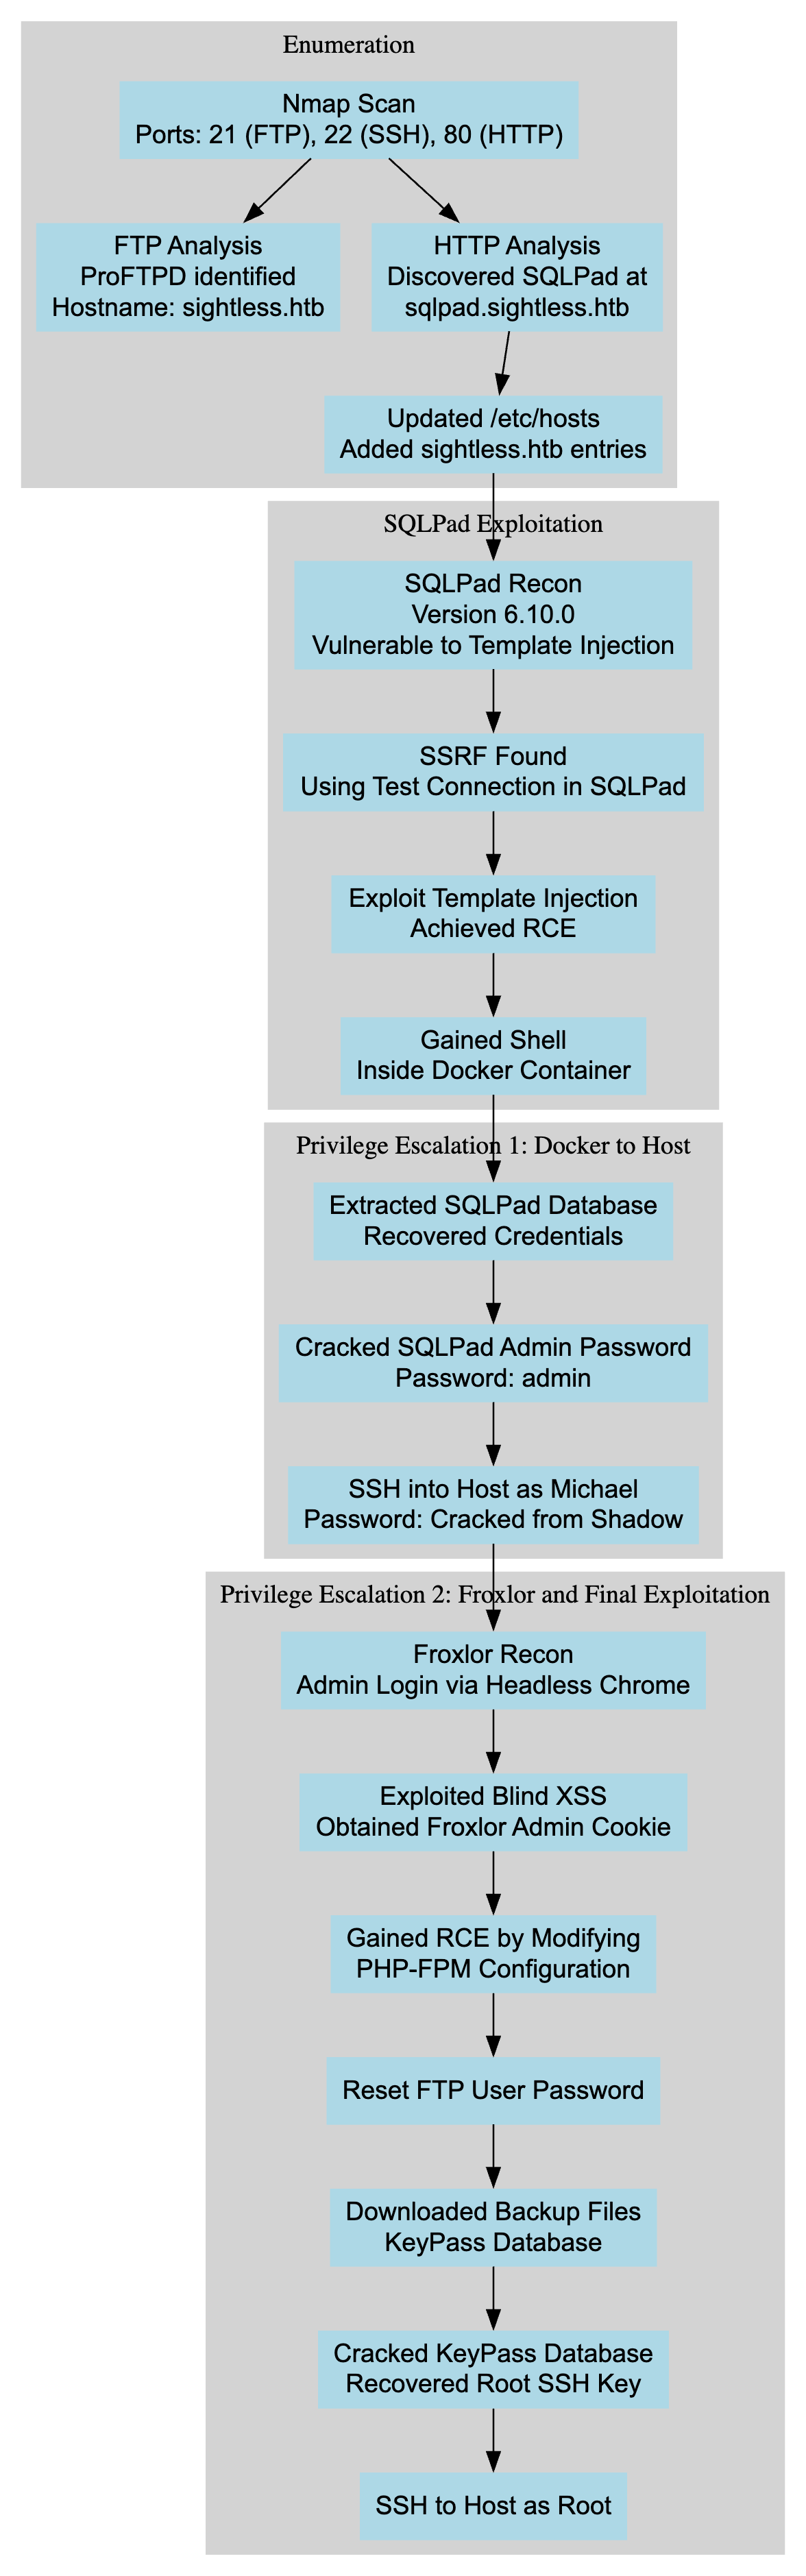 Enumeration
Nmap Scan
Ports: 21 (FTP), 22 (SSH), 80 (HTTP)
FTP Analysis
ProFTPD identified
Hostname: sightless.htb
HTTP Analysis
Discovered SQLPad at
sqlpad.sightless.htb
Updated /etc/hosts
Added sightless.htb entries
SQLPad Exploitation
SQLPad Recon
Version 6.10.0
Vulnerable to Template Injection
SSRF Found
Using Test Connection in SQLPad
Exploit Template Injection
Achieved RCE
Gained Shell
Inside Docker Container
Privilege Escalation 1: Docker to Host
Extracted SQLPad Database
Recovered Credentials
Cracked SQLPad Admin Password
Password: admin
SSH into Host as Michael
Password: Cracked from Shadow
Privilege Escalation 2: Froxlor and Final Exploitation
Froxlor Recon
Admin Login via Headless Chrome
Exploited Blind XSS
Obtained Froxlor Admin Cookie
Gained RCE by Modifying
PHP-FPM Configuration
Reset FTP User Password
Downloaded Backup Files
KeyPass Database
Cracked KeyPass Database
Recovered Root SSH Key
SSH to Host as Root